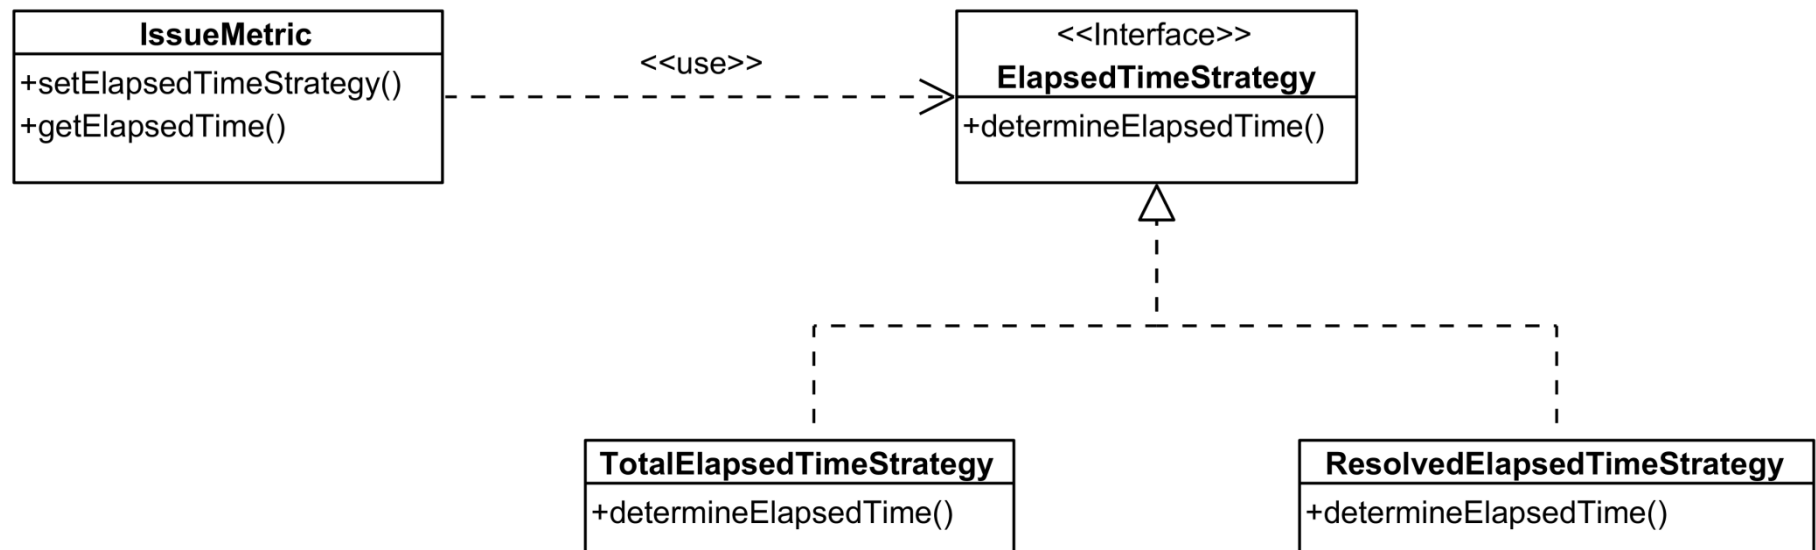 IssueMetric
+setElapsedTimeStrategy()
+getElapsedTime()
<<use>>
<<Interface>>
ElapsedTimeStrategy
+determineElapsedTime()
TotalElapsedTimeStrategy
+determineElapsedTime()
ResolvedElapsedTimeStrategy
+determineElapsedTime()